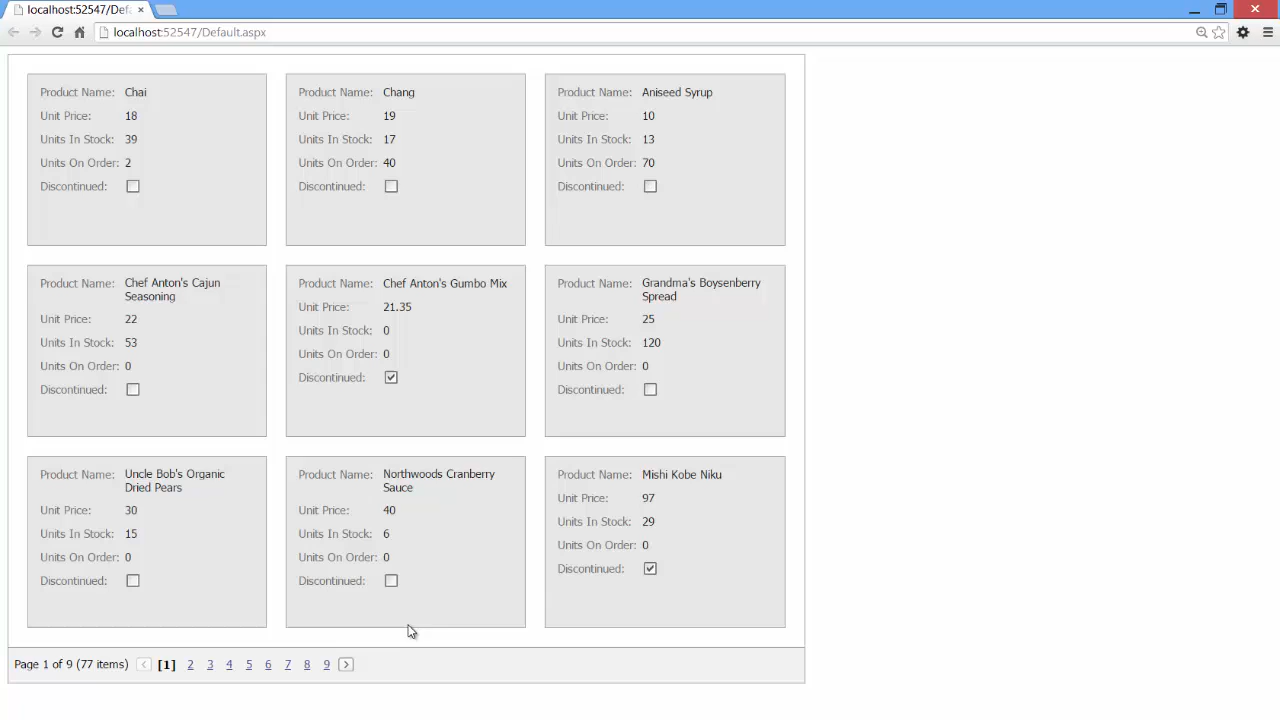 localhost:52547/Def
localhost:52547/Default.aspx
Product Name: Chai
Unit Price: 18
Units In Stock: 39
Units On Order: 2
Discontinued:
Product Name: Chang
Unit Price: 19
Units In Stock: 17
Units On Order: 40
Discontinued:
Product Name: Aniseed Syrup
Unit Price: 10
Units In Stock: 13
Units On Order: 70
Discontinued:
Product Name: Chef Anton's Cajun
Seasoning
Unit Price: 22
Units In Stock: 53
Units On Order: 0
Discontinued:
Product Name: Chef Anton's Gumbo Mix
Unit Price: 21.35
Units In Stock: 0
Units On Order: 0
Discontinued:
Product Name: Grandma's Boysenberry
Spread
Unit Price: 25
Units In Stock: 120
Units On Order: 0
Discontinued:
Product Name: Uncle Bob's Organic
Dried Pears
Unit Price: 30
Units In Stock: 15
Units On Order: 0
Discontinued:
Product Name: Northwoods Cranberry
Sauce
Unit Price: 40
Units In Stock: 6
Units On Order: 0
Discontinued:
Product Name: Mishi Kobe Niku
Unit Price: 97
Units In Stock: 29
Units On Order: 0
Discontinued:
Page 1 of 9 (77 items) < [1] 2 3 4 5 6 7 8 9 >